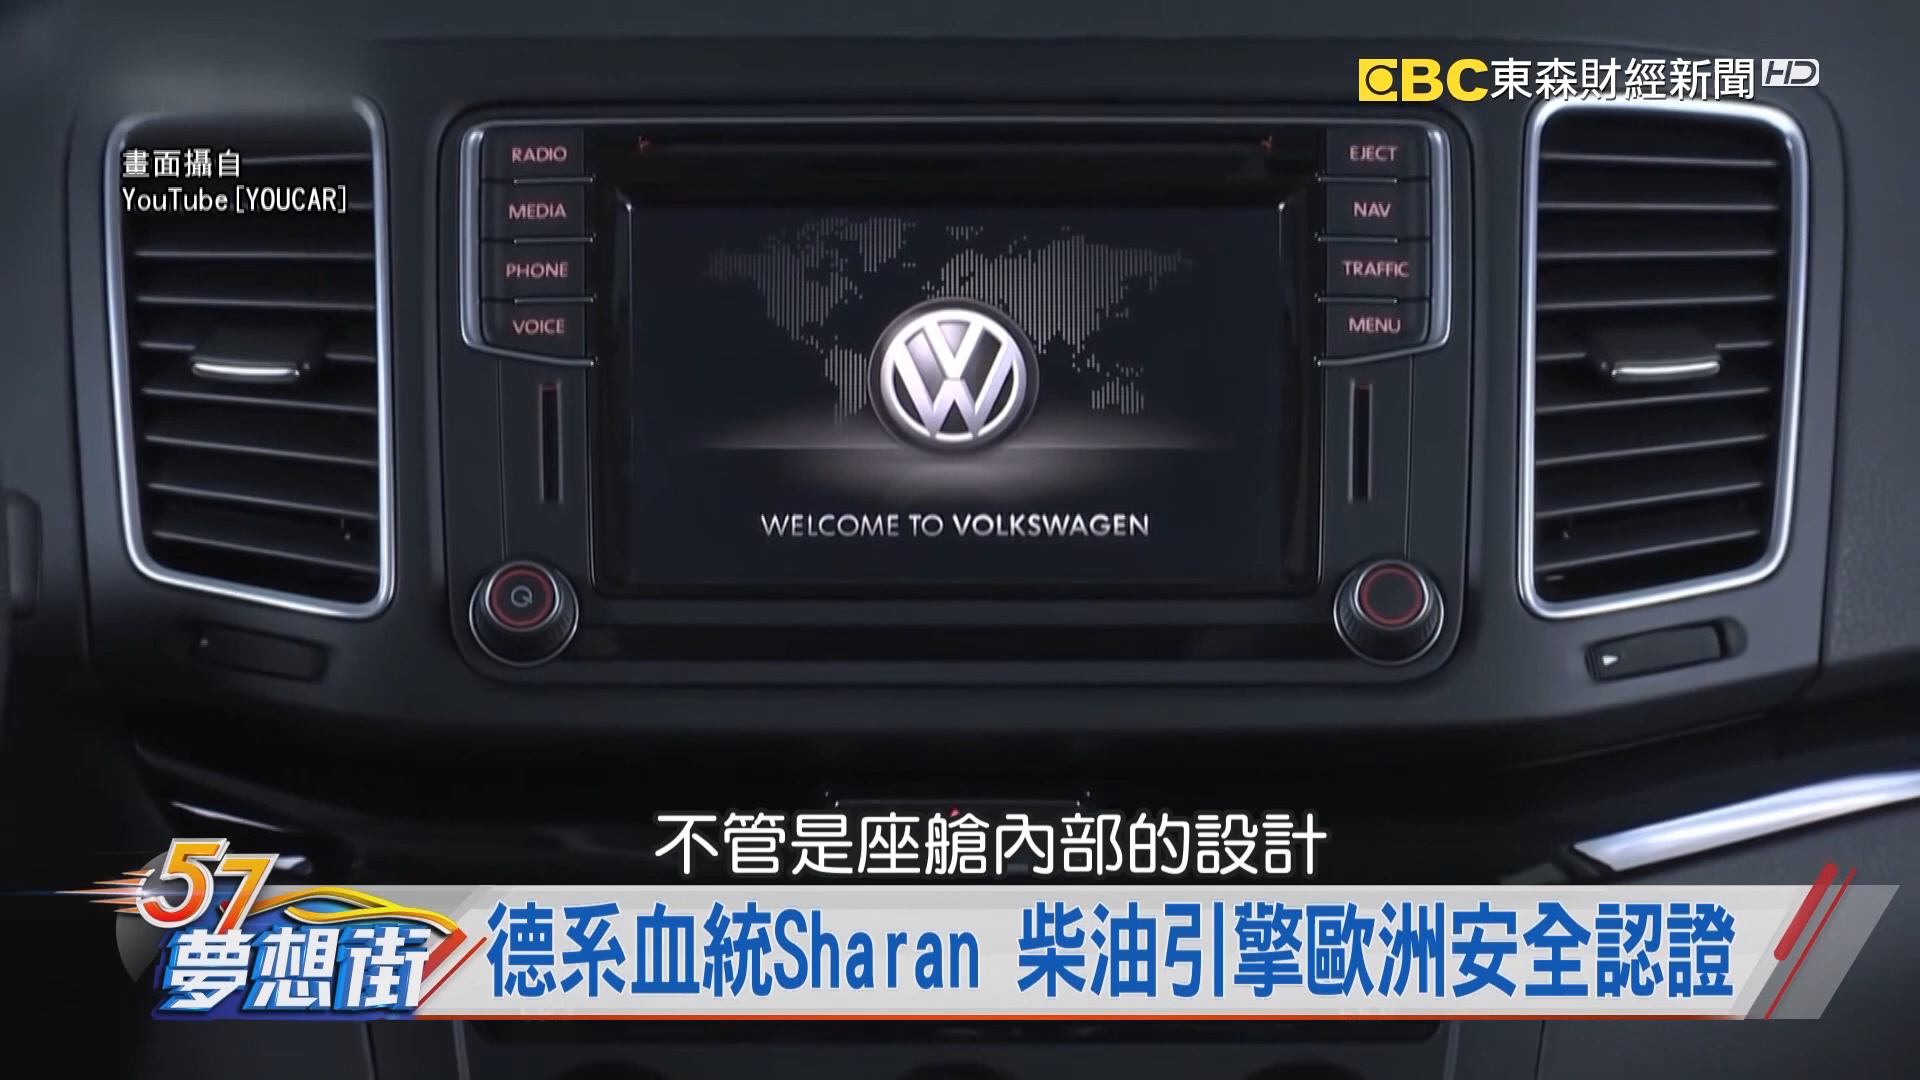 EBC東森財經新聞HD
畫面攝自
YouTube[YOUCAR]
RADIO
MEDIA
PHONE
VOICE
EJECT
NAV
TRAFFIC
MENU
WELCOME TO VOLKSWAGEN
不管是座艙內部的設計
57夢想街
德系血統Sharan 柴油引擎歐洲安全認證